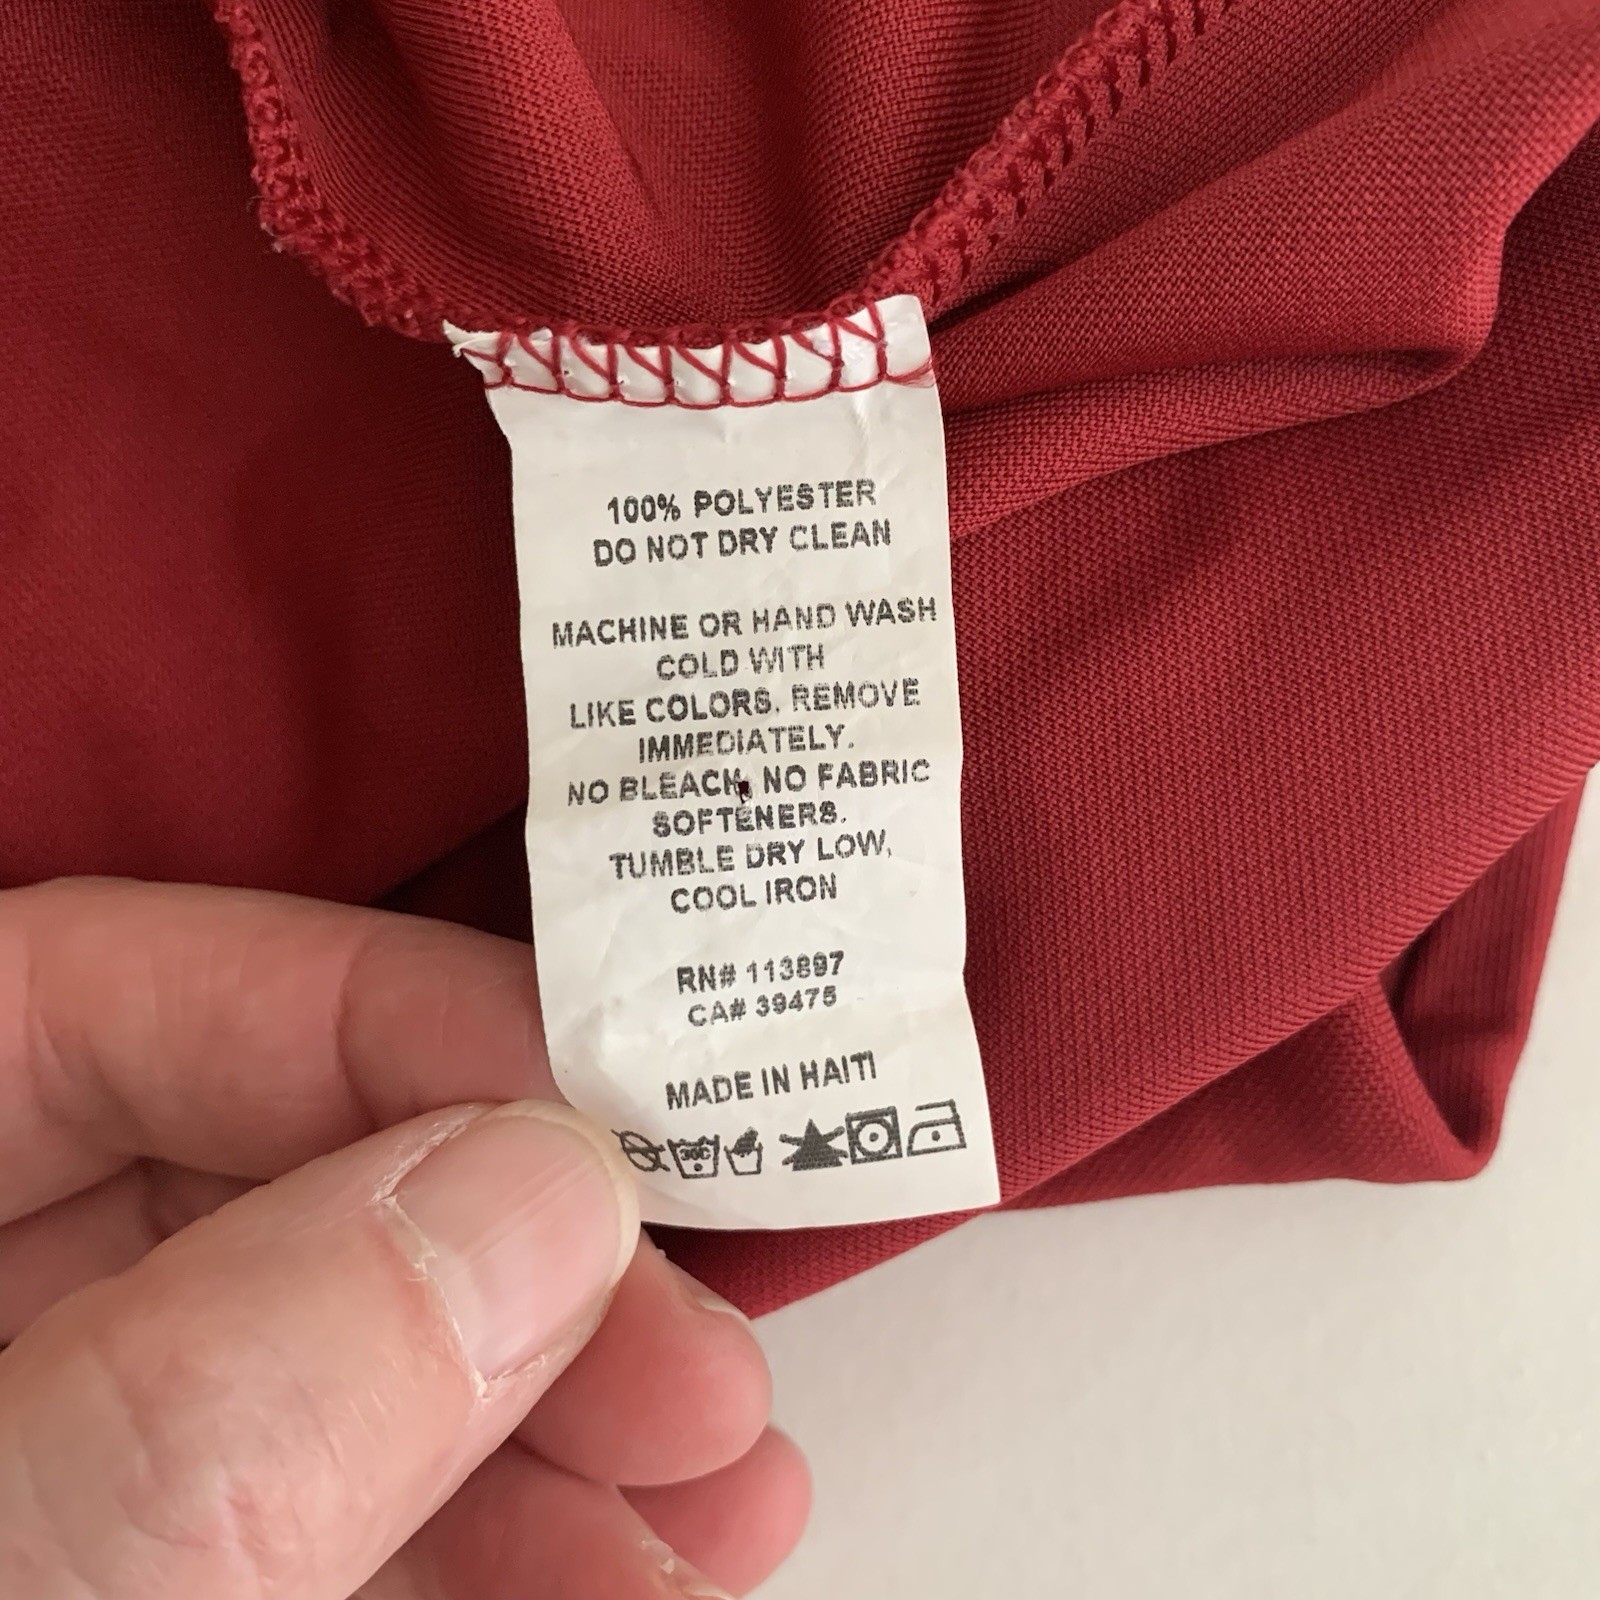 100% POLYESTER
DO NOT DRY CLEAN
MACHINE OR HAND WASH
COLD WITH
LIKE COLORS, REMOVE
IMMEDIATELY.
NO BLEACH, NO FABRIC
SOFTENERS.
TUMBLE DRY LOW,
COOL IRON
RN# 113897
CA# 39475
MADE IN HAITI
30C